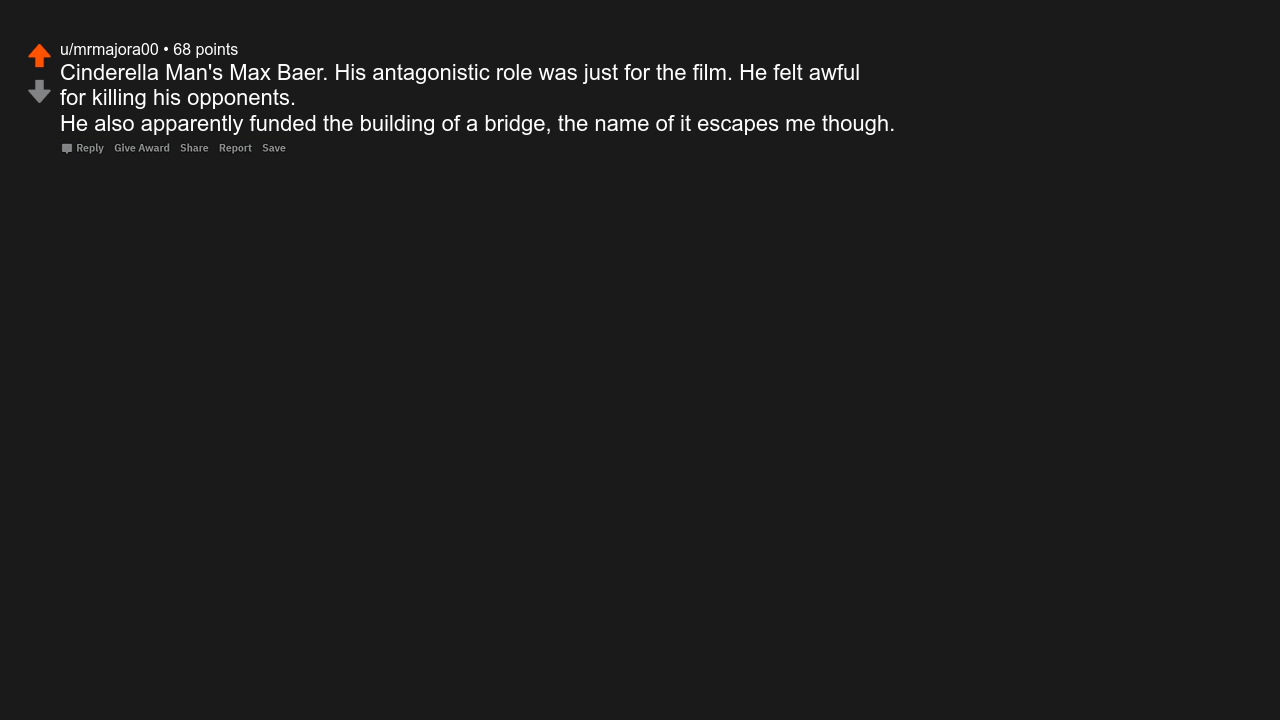 u/mrmajora00 • 68 points
Cinderella Man's Max Baer. His antagonistic role was just for the film. He felt awful
for killing his opponents.
He also apparently funded the building of a bridge, the name of it escapes me though.
Reply Give Award Share Report Save